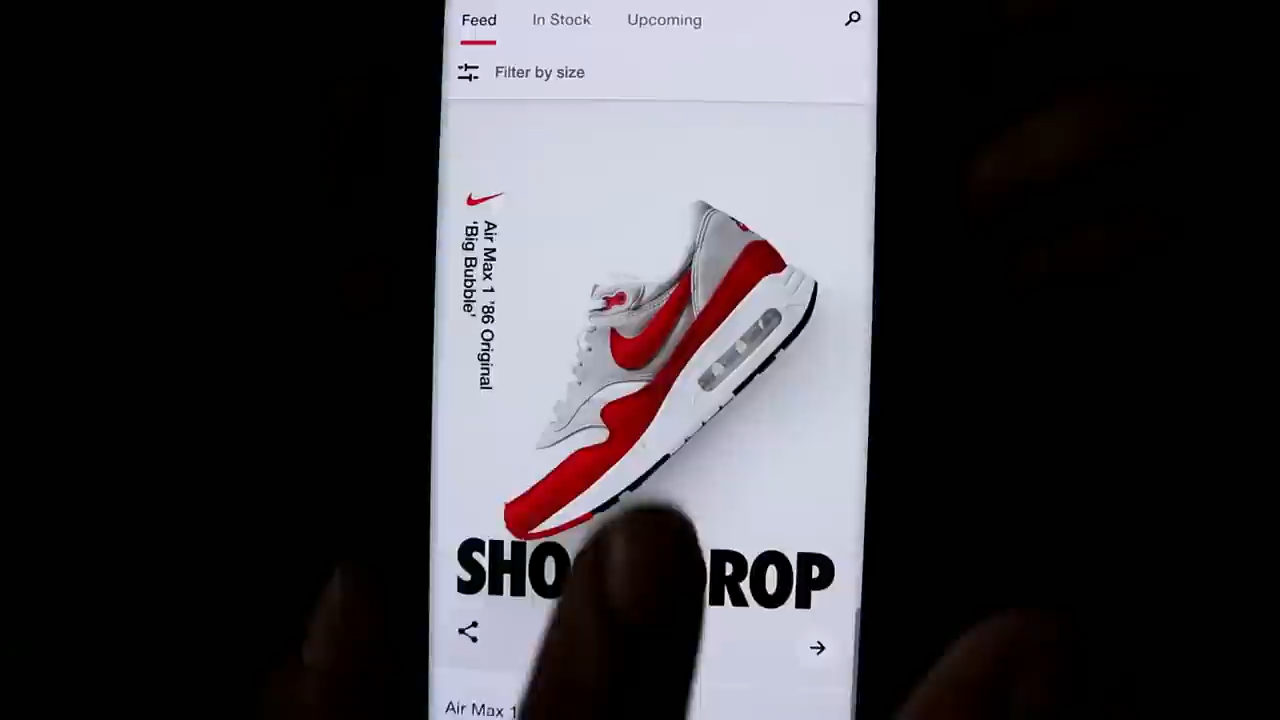 Feed
In Stock
Upcoming
Filter by size
Air Max 1 '86 Original
'Big Bubble'
SHO ROP
Air Max 1